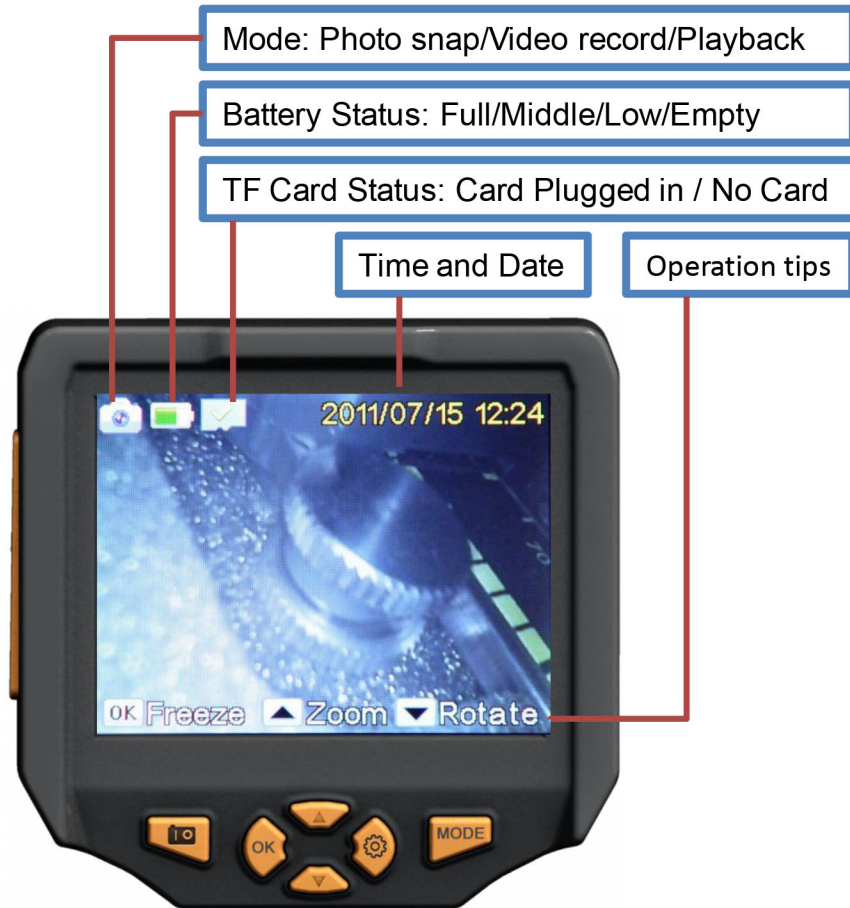 Mode: Photo snap/Video record/Playback
Battery Status: Full/Middle/Low/Empty
TF Card Status: Card Plugged in / No Card
Time and Date
Operation tips
2011/07/15 12:24
OK Freeze ▲ Zoom ▼ Rotate
OK
MODE